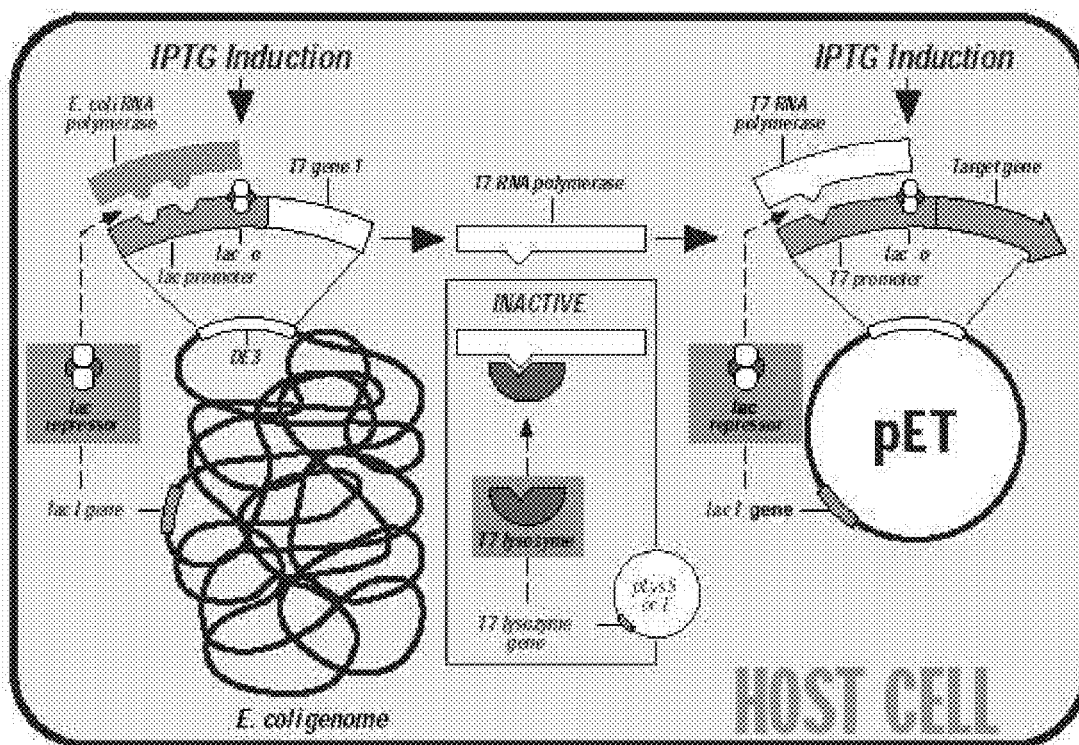 IPTG Induction
IPTG Induction
E. coli RNA
polymerase
T7 gene 1
T7 RNA polymerase
T7 RNA
polymerase
Target gene
lac o
lac promoter
lac o
T7 promoter
INACTIVE
DE3
lac
repressor
lac
repressor
pET
lac I gene
T7 lysozyme
lac I gene
pLysS
or E
T7 lysozyme
gene
E. coli genome
HOST CELL